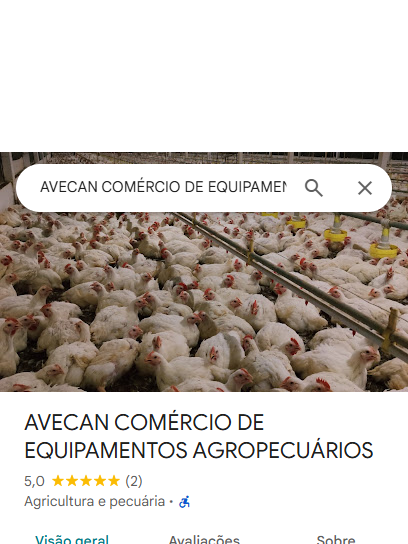 AVECAN COMÉRCIO DE EQUIPAMEN
AVECAN COMÉRCIO DE
EQUIPAMENTOS AGROPECUÁRIOS
5,0 (2)
Agricultura e pecuária •
Visão geral Avaliações Sobre